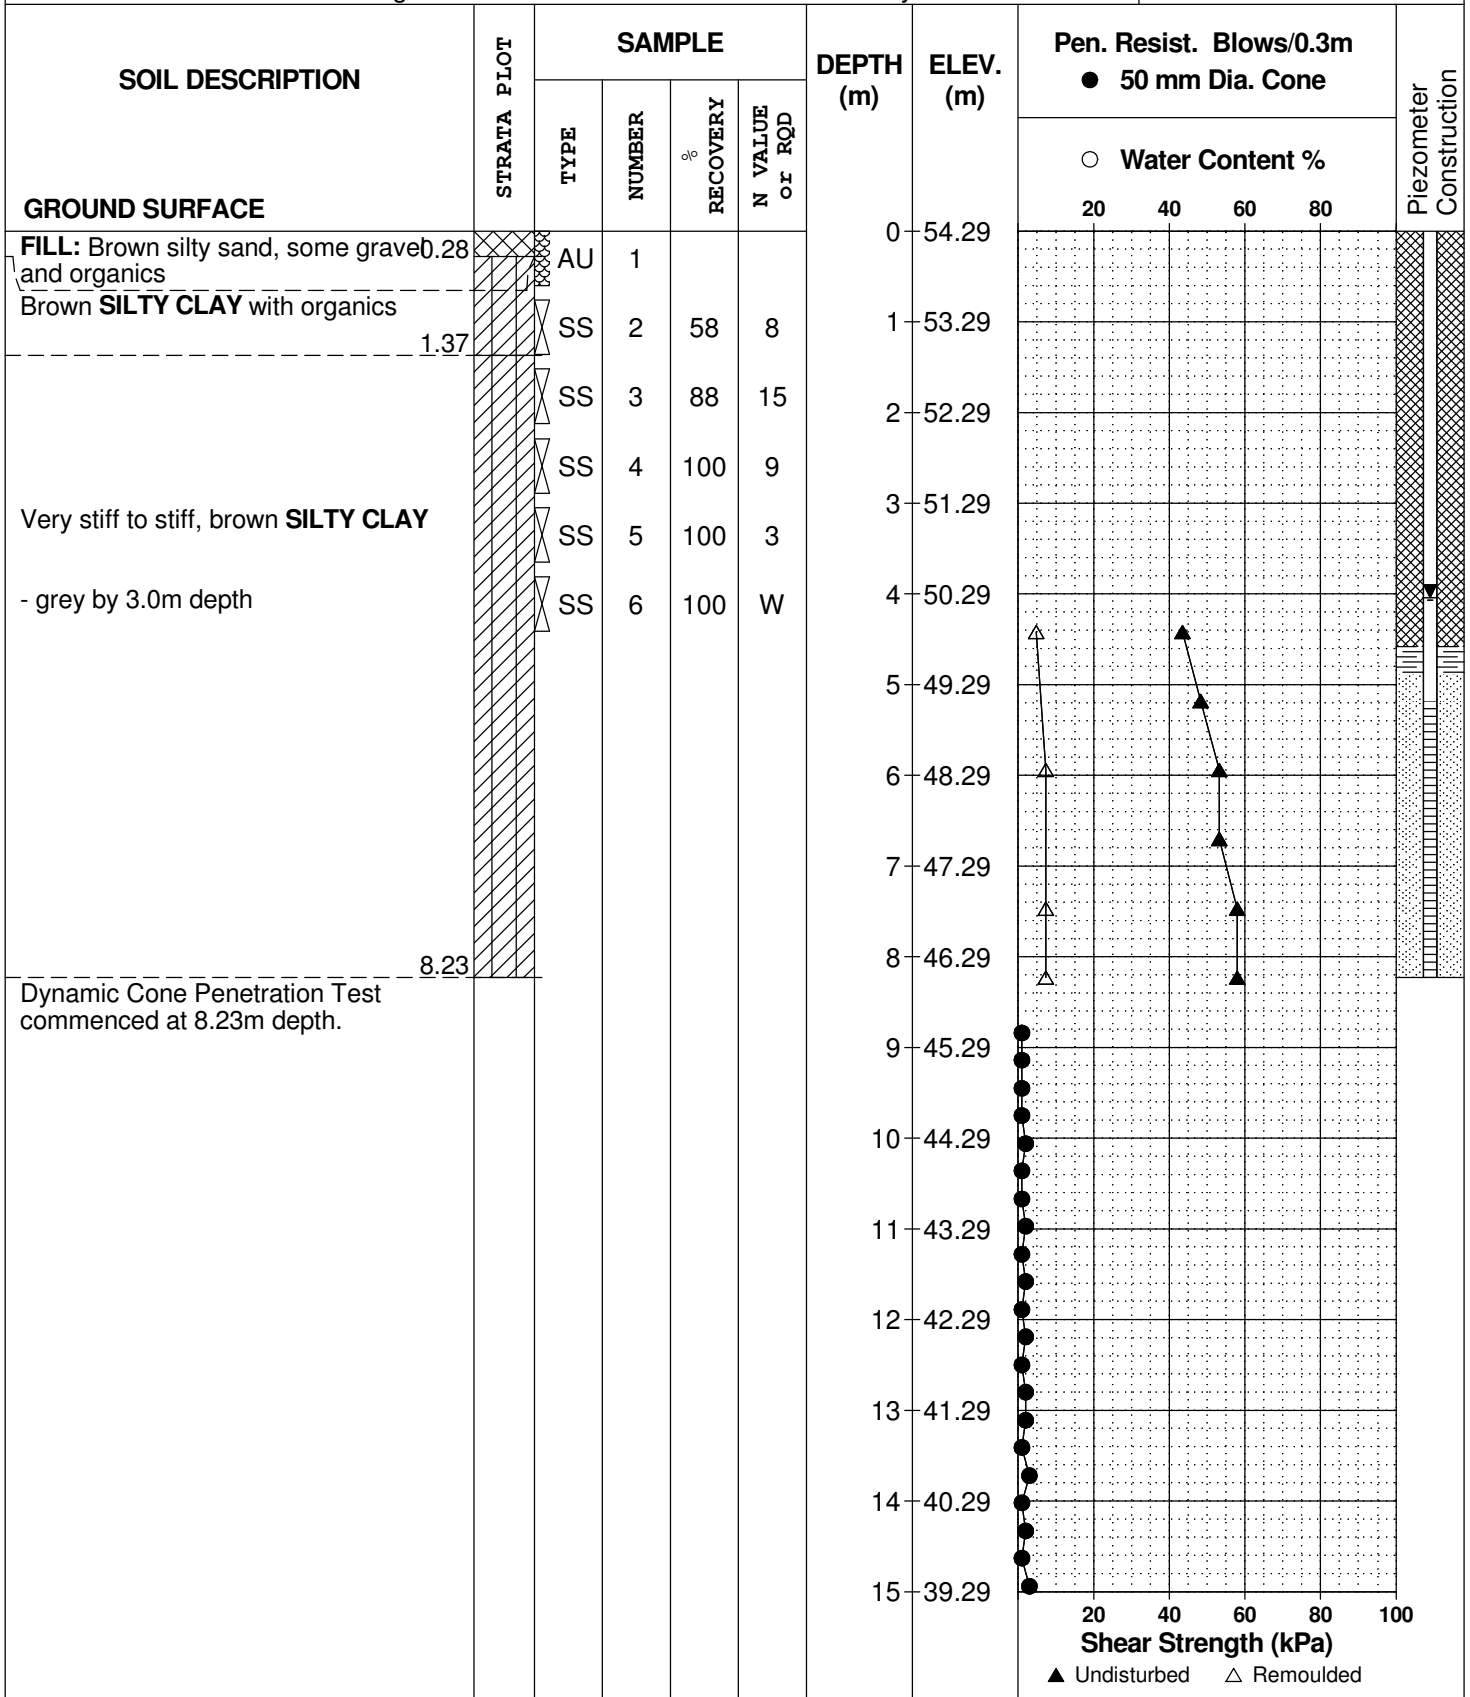 SOIL DESCRIPTION
GROUND SURFACE
STRATA PLOT
SAMPLE
TYPE
NUMBER
% RECOVERY
N VALUE or RQD
DEPTH (m)
ELEV. (m)
Pen. Resist. Blows/0.3m
● 50 mm Dia. Cone
○ Water Content %
20 40 60 80
Piezometer Construction
FILL: Brown silty sand, some gravel 0.28
and organics
Brown SILTY CLAY with organics
1.37
Very stiff to stiff, brown SILTY CLAY
- grey by 3.0m depth
8.23
Dynamic Cone Penetration Test
commenced at 8.23m depth.
AU 1
SS 2 58 8
SS 3 88 15
SS 4 100 9
SS 5 100 3
SS 6 100 W
0 54.29
1 53.29
2 52.29
3 51.29
4 50.29
5 49.29
6 48.29
7 47.29
8 46.29
9 45.29
10 44.29
11 43.29
12 42.29
13 41.29
14 40.29
15 39.29
20 40 60 80 100
Shear Strength (kPa)
▲ Undisturbed △ Remoulded